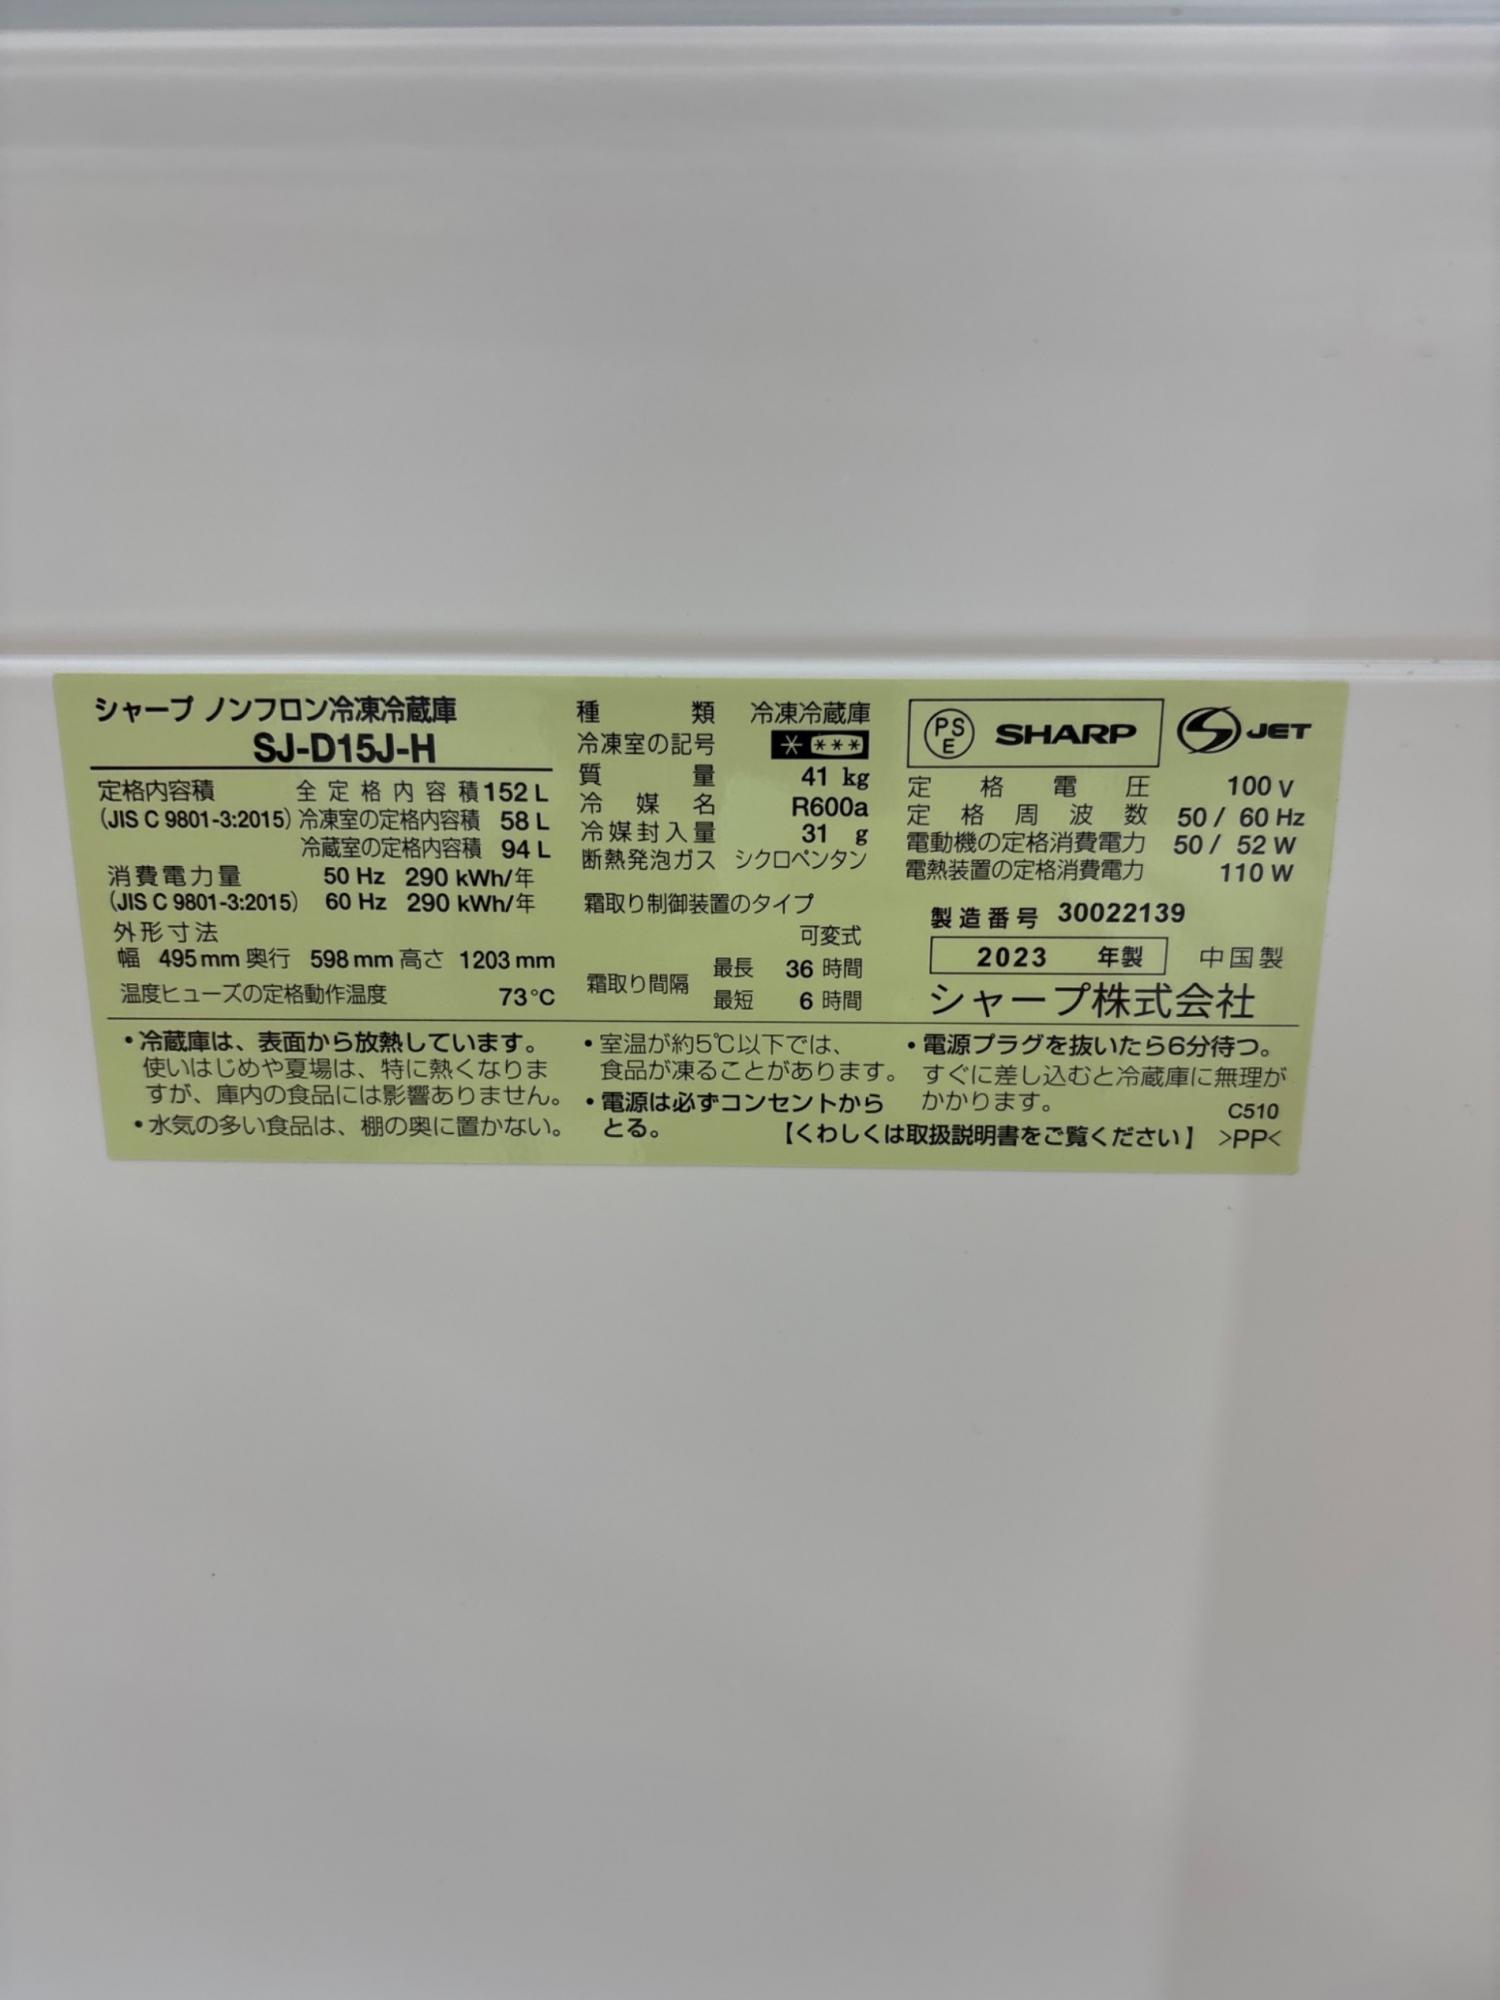 シャープ ノンフロン冷凍冷蔵庫
SJ-D15J-H
定格内容積 全定格内容積 152 L
(JIS C 9801-3:2015) 冷凍室の定格内容積 58 L
冷蔵室の定格内容積 94 L
消費電力量 50 Hz 290 kWh/年
(JIS C 9801-3:2015) 60 Hz 290 kWh/年
外形寸法
幅 495 mm 奥行 598 mm 高さ 1203 mm
温度ヒューズの定格動作温度 73℃
種類 冷凍冷蔵庫
冷凍室の記号 * ***
質量 41 kg
冷媒名 R600a
冷媒封入量 31 g
断熱発泡ガス シクロペンタン
霜取り制御装置のタイプ
可変式
霜取り間隔 最長 36 時間
最短 6 時間
PS E SHARP S JET
定格電圧 100 V
定格周波数 50 / 60 Hz
電動機の定格消費電力 50 / 52 W
電熱装置の定格消費電力 110 W
製造番号 30022139
2023 年製 中国製
シャープ株式会社
・冷蔵庫は、表面から放熱しています。
使いはじめや夏場は、特に熱くなりま
すが、庫内の食品には影響ありません。
・水気の多い食品は、棚の奥に置かない。
・室温が約5℃以下では、
食品が凍ることがあります。
・電源は必ずコンセントから
とる。
・電源プラグを抜いたら6分待つ。
すぐに差し込むと冷蔵庫に無理が
かかります。
C510
【くわしくは取扱説明書をご覧ください】 >PP<